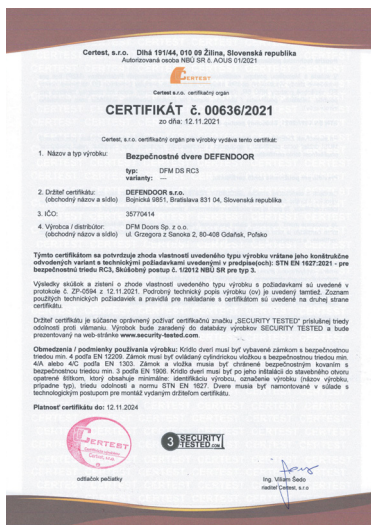 Certest, s.r.o. Dlhá 191/44, 010 09 Žilina, Slovenská republika
Autorizovaná osoba NBÚ SR č. AOUS 01/2021
CERTEST
Certest s.r.o. certifikačný orgán
CERTIFIKÁT č. 00636/2021
zo dňa: 12.11.2021
Certest, s.r.o. certifikačný orgán pre výrobky vydáva tento certifikát:
1. Názov a typ výrobku: Bezpečnostné dvere DEFENDOOR
typ: DFM DS RC3
varianty: ---
2. Držiteľ certifikátu: DEFENDOOR s.r.o.
(obchodný názov a sídlo) Bojnická 9851, Bratislava 831 04, Slovenská republika
3. IČO: 35770414
4. Výrobca / distribútor: DFM Doors Sp. z o.o.
(obchodný názov a sídlo) ul. Grzegorz z Sanoka 2, 80-408 Gdańsk, Poľsko
Týmto certifikátom sa potvrdzuje zhoda vlastností uvedeného typu výrobku vrátane jeho konštrukčne
odvodených variant s technickými požiadavkami uvedenými v predpise(och): STN EN 1627:2021 - pre
bezpečnostnú triedu RC3, Skúšobný postup č. 1/2012 NBÚ SR pre typ 3.
Výsledky skúšok a zistení o zhode vlastností uvedeného typu výrobku s požiadavkami sú uvedené v
protokole č. ZP-0594 z 12.11.2021. Podrobný technický popis výrobku (ov) je uvedený tamtiež. Zoznam
použitých technických požiadaviek a pravidlá pre nakladanie s certifikátom sú uvedené na druhej strane
certifikátu.
Držiteľ certifikátu je súčasne oprávnený používať certifikačnú značku „SECURITY TESTED" príslušnej triedy
odolnosti proti vlámaniu. Výrobok bude zaradený do databázy výrobkov SECURITY TESTED a bude
prezentovaný na web-stránke www.security-tested.com.
Obmedzenia / podmienky používania výrobku: Krídlo dverí musí byť vybavené zámkom s bezpečnostnou
triedou min. 4 podľa EN 12209. Zámok musí byť ovládaný cylindrickou vložkou s bezpečnostnou triedou min.
4/A alebo 4/C podľa EN 1303. Zámok a vložka musia byť chránené bezpečnostným kovaním s
bezpečnostnou triedou min. 3 podľa EN 1906. Krídlo dverí musí byť po jeho inštalácii do stavebného otvoru
opatrené štítkom, ktorý obsahuje minimálne: identifikáciu výrobcu, označenie výrobku (názov výrobku,
prípadne typ), triedu odolnosti a normu STN EN 1627. Dvere musia byť namontované v súlade s
technologickým postupom pre montáž vydaným držiteľom certifikátu.
Platnosť certifikátu do: 12.11.2024
CERTEST
Certest, s.r.o.
3 SECURITY
TESTED.COM
odtlačok pečiatky
Ing. Viliam Šedo
riaditeľ Certest, s.r.o